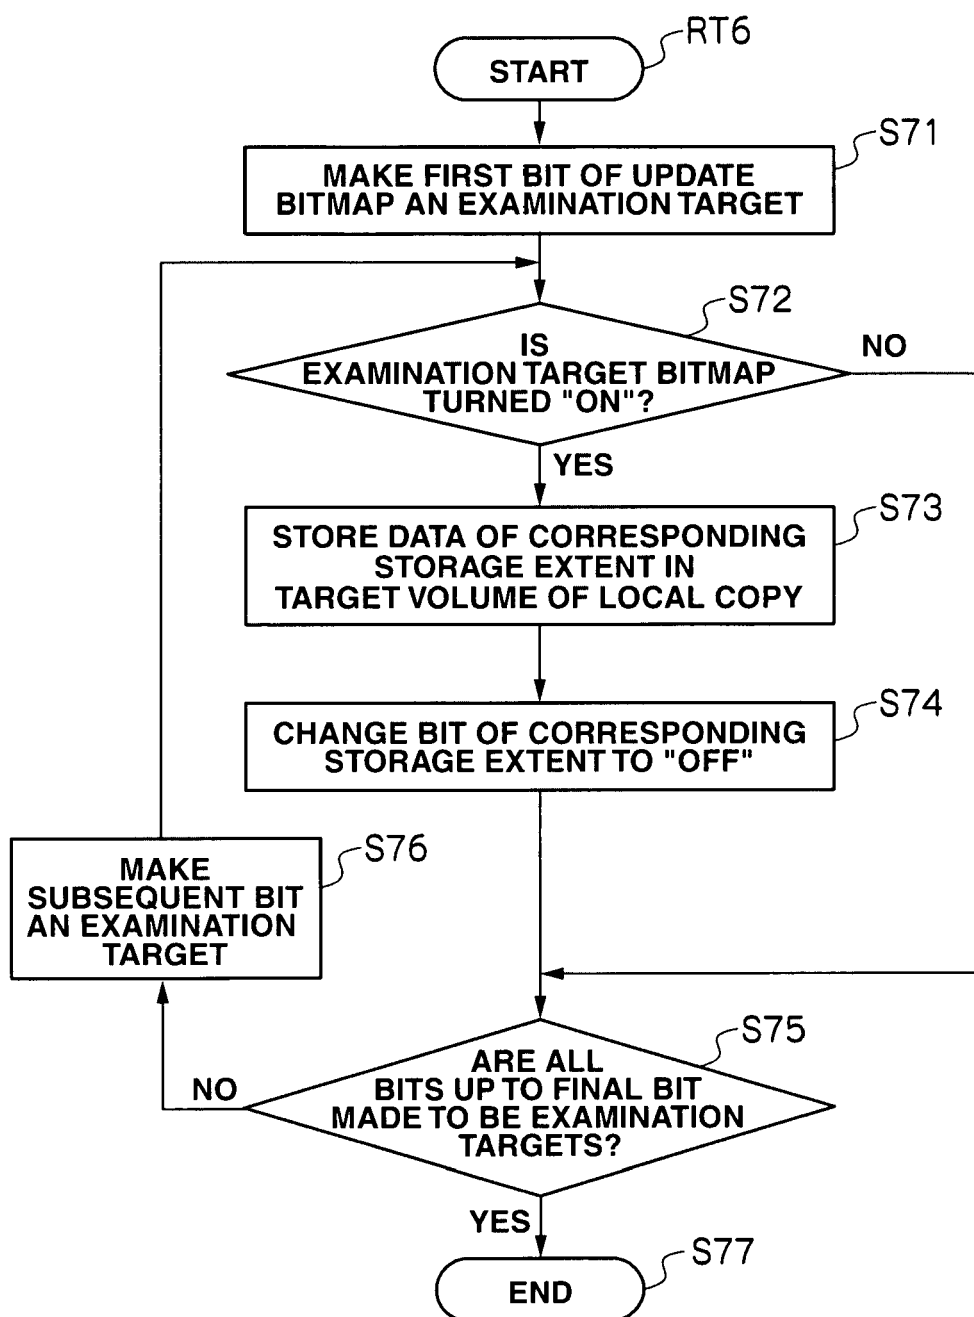 RT6
START
S71
MAKE FIRST BIT OF UPDATE
BITMAP AN EXAMINATION TARGET
S72
IS
EXAMINATION TARGET BITMAP
TURNED "ON"?
NO
YES
S73
STORE DATA OF CORRESPONDING
STORAGE EXTENT IN
TARGET VOLUME OF LOCAL COPY
S74
CHANGE BIT OF CORRESPONDING
STORAGE EXTENT TO "OFF"
S76
MAKE
SUBSEQUENT BIT
AN EXAMINATION
TARGET
S75
ARE ALL
BITS UP TO FINAL BIT
MADE TO BE EXAMINATION
TARGETS?
NO
YES
S77
END